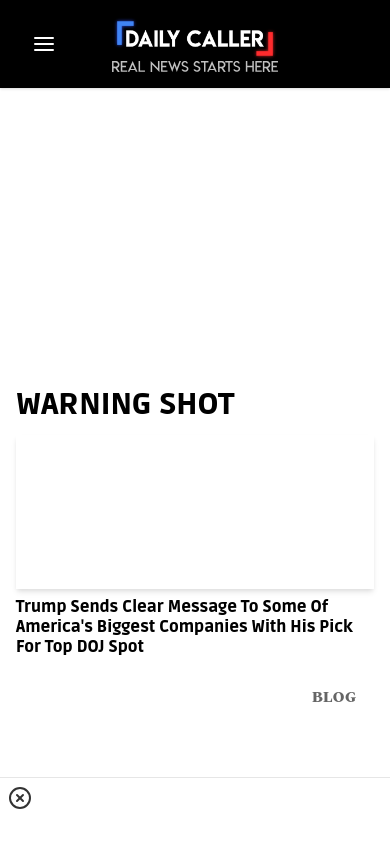 DAILY CALLER
REAL NEWS STARTS HERE
WARNING SHOT
Trump Sends Clear Message To Some Of
America's Biggest Companies With His Pick
For Top DOJ Spot
BLOG